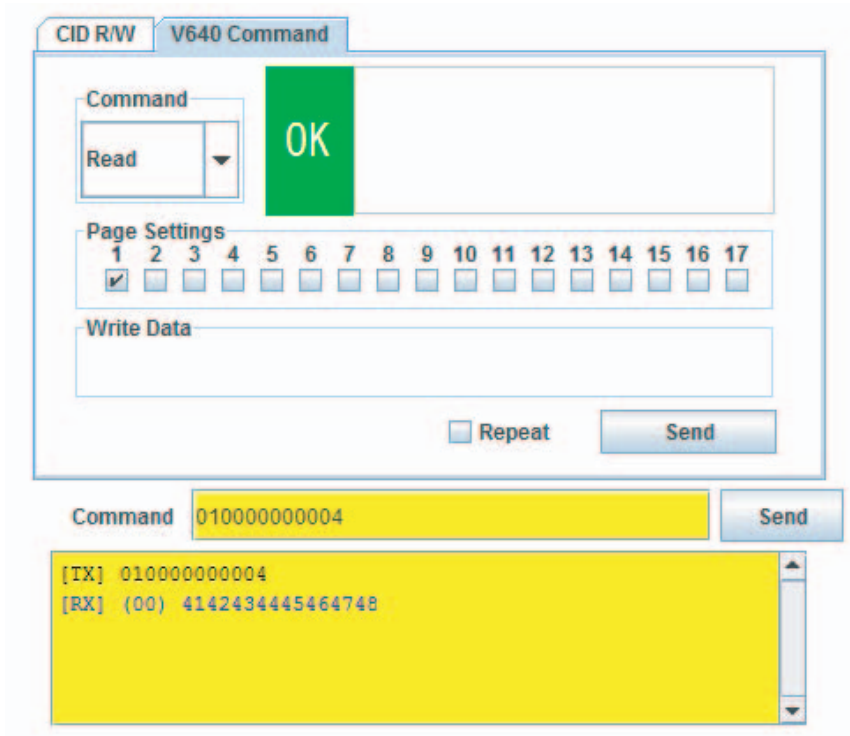 CID R/W V640 Command
Command
OK
Read
Page Settings
1 2 3 4 5 6 7 8 9 10 11 12 13 14 15 16 17
Write Data
Repeat Send
Command 010000000004 Send
[TX] 010000000004
[RX] (00) 4142434445464748